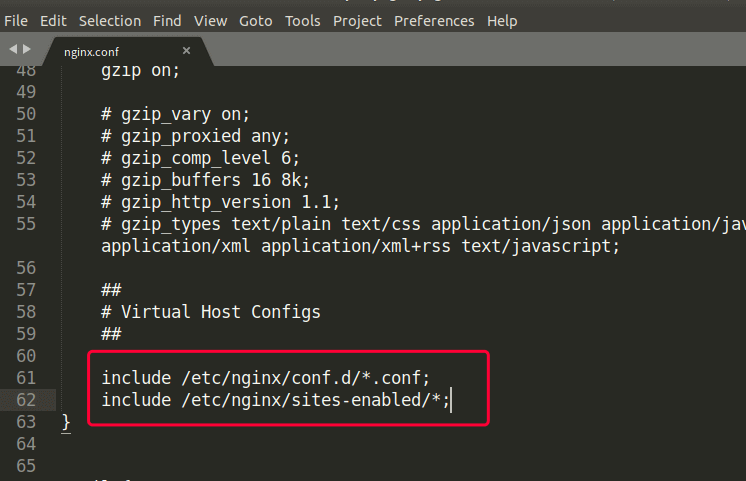 File Edit Selection Find View Goto Tools Project Preferences Help
nginx.conf ×
48 gzip on;
49
50 # gzip_vary on;
51 # gzip_proxied any;
52 # gzip_comp_level 6;
53 # gzip_buffers 16 8k;
54 # gzip_http_version 1.1;
55 # gzip_types text/plain text/css application/json application/jav
application/xml application/xml+rss text/javascript;
56
57 ##
58 # Virtual Host Configs
59 ##
60
61 include /etc/nginx/conf.d/*.conf;
62 include /etc/nginx/sites-enabled/*;
63 }
64
65